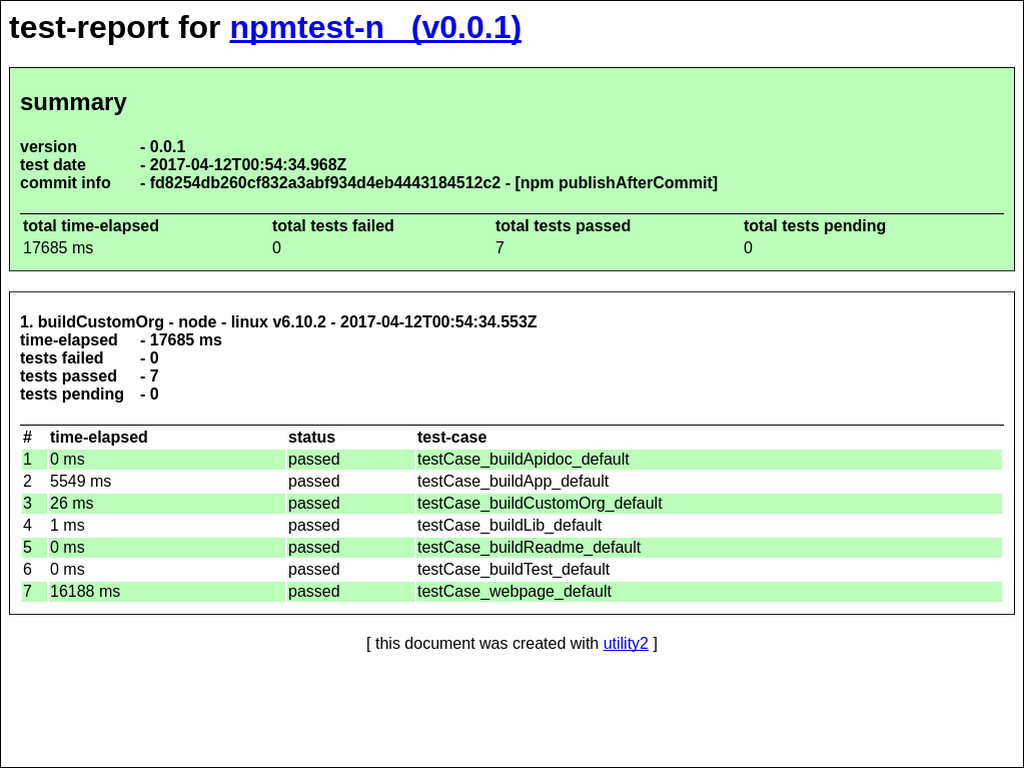 test-report for npmtest-n_ (v0.0.1)
summary
version - 0.0.1
test date - 2017-04-12T00:54:34.968Z
commit info - fd8254db260cf832a3abf934d4eb4443184512c2 - [npm publishAfterCommit]
total time-elapsed total tests failed total tests passed total tests pending
17685 ms 0 7 0
1. buildCustomOrg - node - linux v6.10.2 - 2017-04-12T00:54:34.553Z
time-elapsed - 17685 ms
tests failed - 0
tests passed - 7
tests pending - 0
# time-elapsed status test-case
1 0 ms passed testCase_buildApidoc_default
2 5549 ms passed testCase_buildApp_default
3 26 ms passed testCase_buildCustomOrg_default
4 1 ms passed testCase_buildLib_default
5 0 ms passed testCase_buildReadme_default
6 0 ms passed testCase_buildTest_default
7 16188 ms passed testCase_webpage_default
[ this document was created with utility2 ]